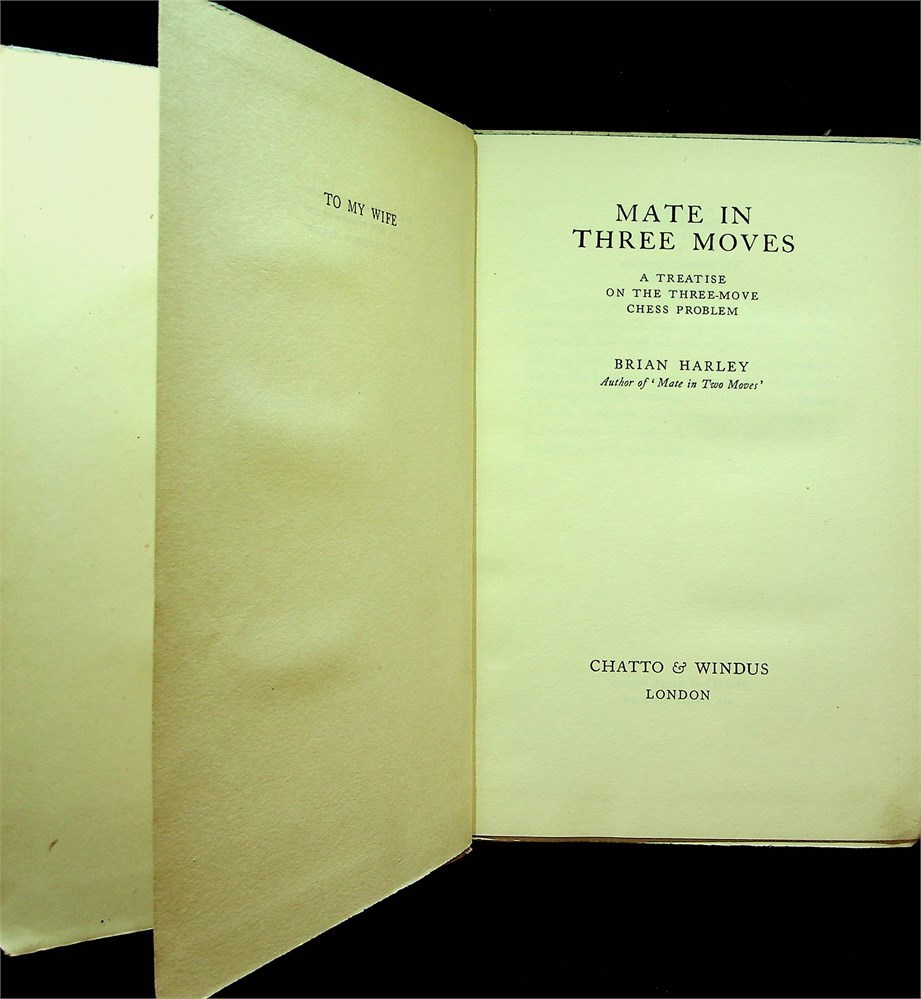 TO MY WIFE
MATE IN
THREE MOVES
A TREATISE
ON THE THREE-MOVE
CHESS PROBLEM
BRIAN HARLEY
Author of ‘Mate in Two Moves’
CHATTO & WINDUS
LONDON